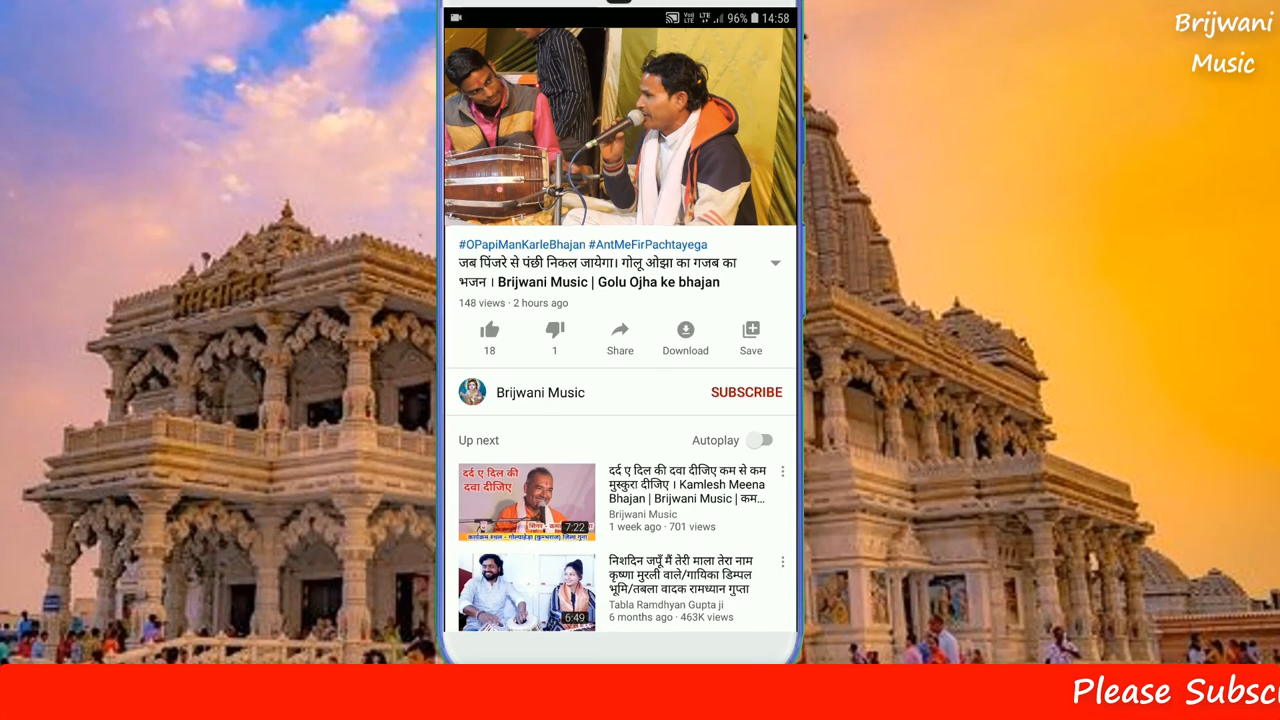 Brijwani
Music
VoLTE LTE 96% 14:58
#OPapiManKarleBhajan #AntMeFirPachtayega
जब पिंजरे से पंछी निकल जायेगा। गोलू ओझा का गजब का
भजन । Brijwani Music | Golu Ojha ke bhajan
148 views · 2 hours ago
18 1 Share Download Save
Brijwani Music SUBSCRIBE
Up next Autoplay
दर्द ए दिल की
दवा दीजिए
7:22
दर्द ए दिल की दवा दीजिए कम से कम
मुस्कुरा दीजिए । Kamlesh Meena
Bhajan | Brijwani Music | कम...
Brijwani Music
1 week ago · 701 views
6:49
निशदिन जपूँ मैं तेरी माला तेरा नाम
कृष्णा मुरली वाले/गायिका डिम्पल
भूमि/तबला वादक रामध्यान गुप्ता
Tabla Ramdhyan Gupta ji
6 months ago · 463K views
Please Subsc